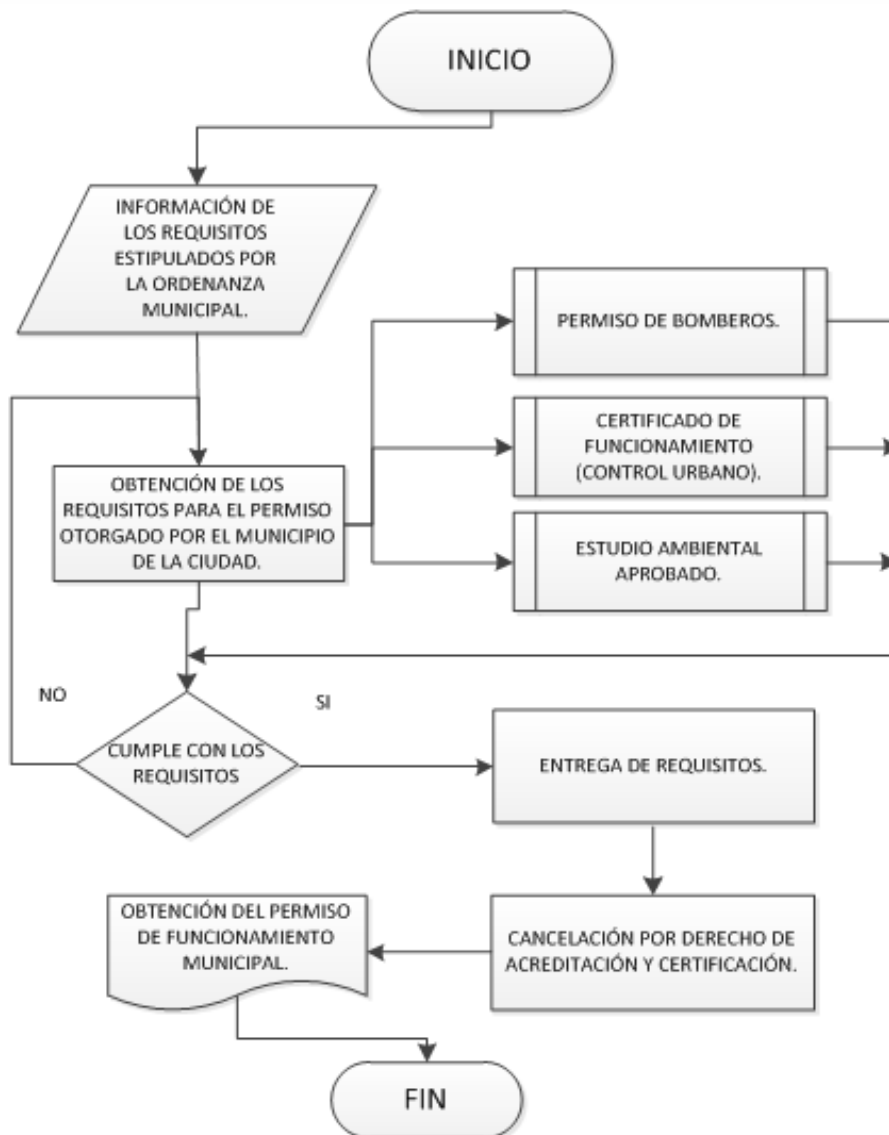 INICIO
INFORMACIÓN DE
LOS REQUISITOS
ESTIPULADOS POR
LA ORDENANZA
MUNICIPAL.
PERMISO DE BOMBEROS.
CERTIFICADO DE
FUNCIONAMIENTO
(CONTROL URBANO).
OBTENCIÓN DE LOS
REQUISITOS PARA EL PERMISO
OTORGADO POR EL MUNICIPIO
DE LA CIUDAD.
ESTUDIO AMBIENTAL
APROBADO.
NO
SI
CUMPLE CON LOS
REQUISITOS
ENTREGA DE REQUISITOS.
OBTENCIÓN DEL PERMISO
DE FUNCIONAMIENTO
MUNICIPAL.
CANCELACIÓN POR DERECHO DE
ACREDITACIÓN Y CERTIFICACIÓN.
FIN